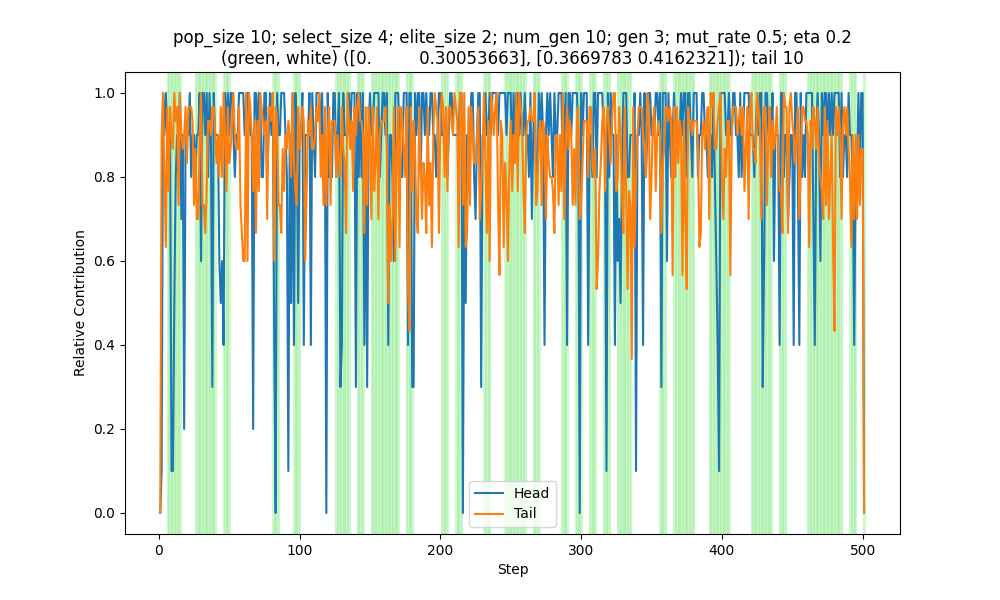 pop_size 10; select_size 4; elite_size 2; num_gen 10; gen 3; mut_rate 0.5; eta 0.2
(green, white) ([0.         0.30053663], [0.3669783 0.4162321]); tail 10
1.0
0.8
0.6
0.4
0.2
0.0
Relative Contribution
Head
Tail
0
100
200
300
400
500
Step